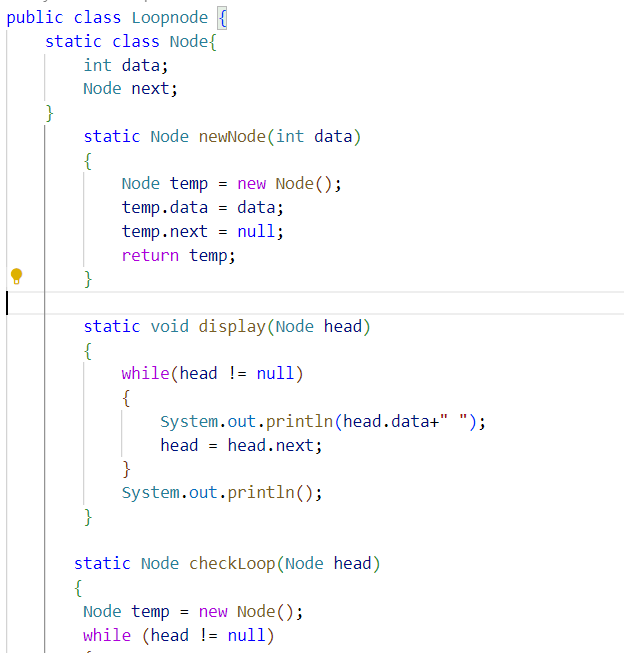 public class Loopnode {
static class Node{
int data;
Node next;
}
static Node newNode(int data)
{
Node temp = new Node();
temp.data = data;
temp.next = null;
return temp;
}
static void display(Node head)
{
while(head != null)
{
System.out.println(head.data+" ");
head = head.next;
}
System.out.println();
}
static Node checkLoop(Node head)
{
Node temp = new Node();
while (head != null)